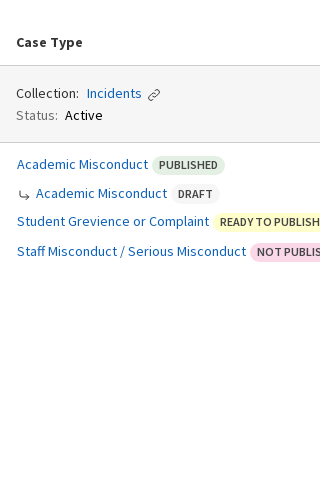 Case Type
Collection: Incidents
Status: Active
Academic Misconduct PUBLISHED
Academic Misconduct DRAFT
Student Grevience or Complaint READY TO PUBLISH
Staff Misconduct / Serious Misconduct NOT PUBLIS